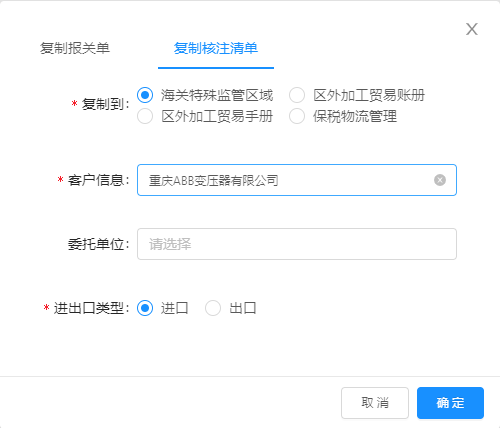 复制报关单 复制核注清单
* 复制到: 海关特殊监管区域 区外加工贸易账册
区外加工贸易手册 保税物流管理
* 客户信息: 重庆ABB变压器有限公司
委托单位: 请选择
* 进出口类型: 进口 出口
取 消 确 定